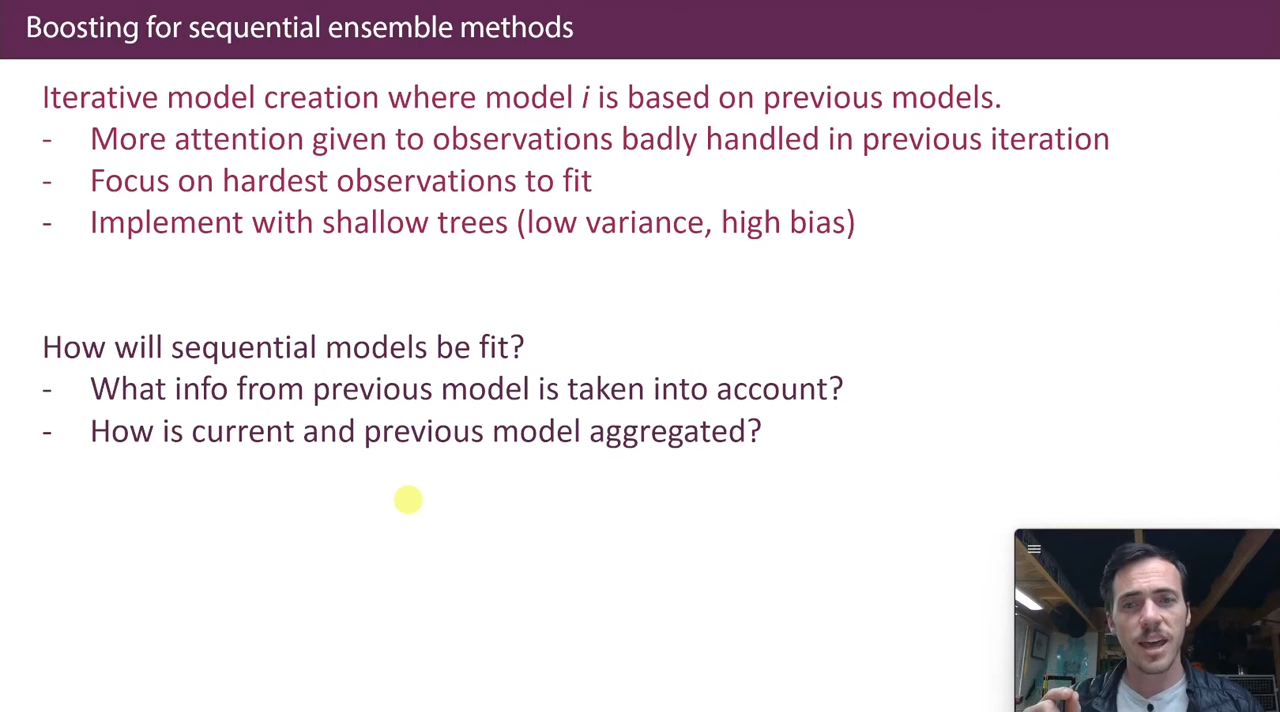 Boosting for sequential ensemble methods
Iterative model creation where model i is based on previous models.
- More attention given to observations badly handled in previous iteration
- Focus on hardest observations to fit
- Implement with shallow trees (low variance, high bias)
How will sequential models be fit?
- What info from previous model is taken into account?
- How is current and previous model aggregated?